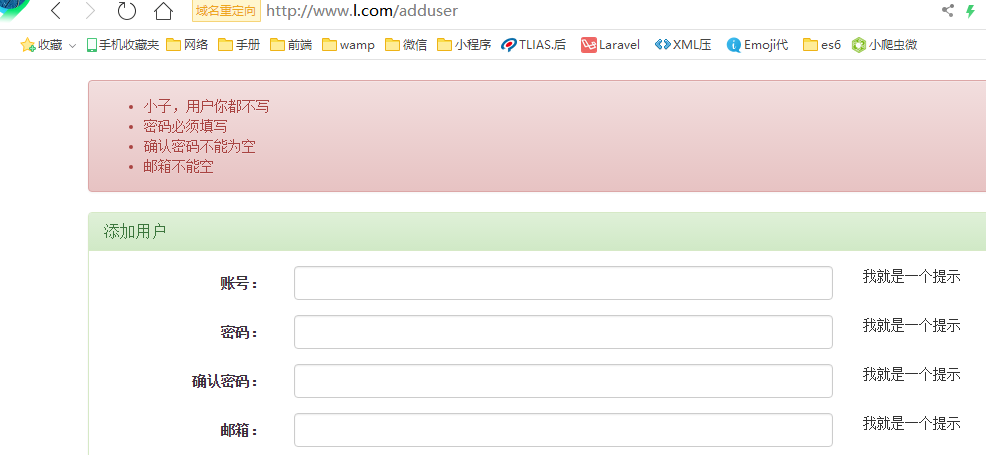 域名重定向 http://www.l.com/adduser
收藏 手机收藏夹 网络 手册 前端 wamp 微信 小程序 TLIAS.后 Laravel XML压 Emoji代 es6 小爬虫微
小子，用户你都不写
密码必须填写
确认密码不能为空
邮箱不能空
添加用户
账号： 我就是一个提示
密码： 我就是一个提示
确认密码： 我就是一个提示
邮箱： 我就是一个提示